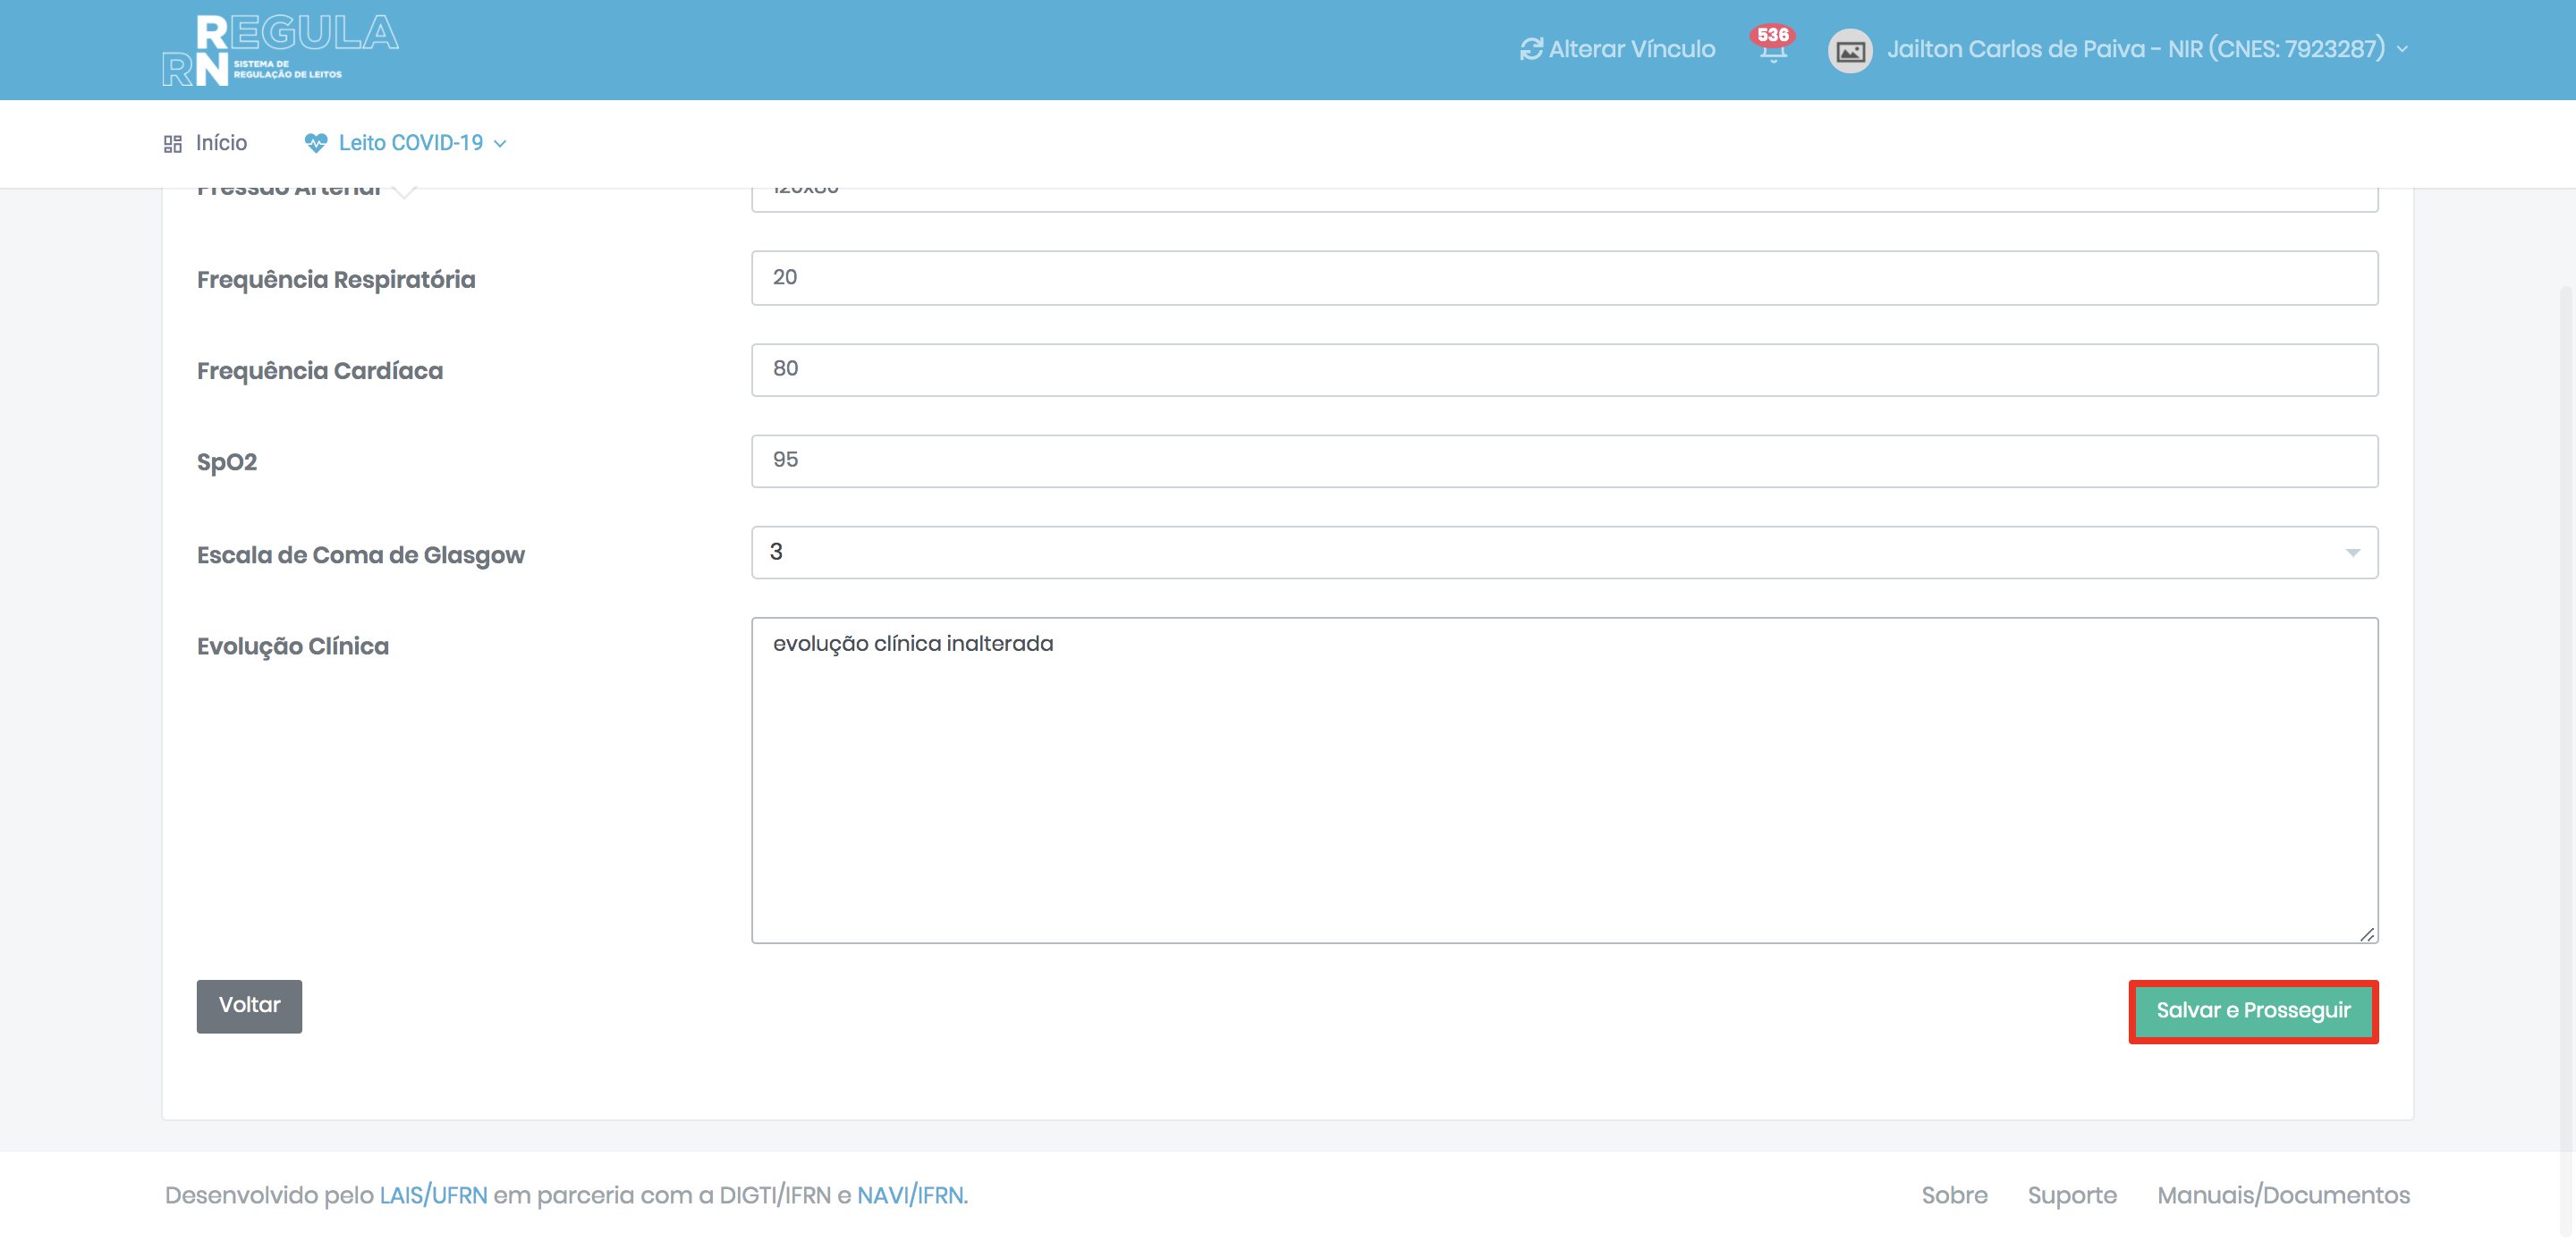 REGULA
RN SISTEMA DE
REGULAÇÃO DE LEITOS
Alterar Vínculo
536
Jailton Carlos de Paiva - NIR (CNES: 7923287)
Início
Leito COVID-19
Pressão Arterial
120x80
Frequência Respiratória
20
Frequência Cardíaca
80
SpO2
95
Escala de Coma de Glasgow
3
Evolução Clínica
evolução clínica inalterada
Voltar
Salvar e Prosseguir
Desenvolvido pelo LAIS/UFRN em parceria com a DIGTI/IFRN e NAVI/IFRN.
Sobre
Suporte
Manuais/Documentos